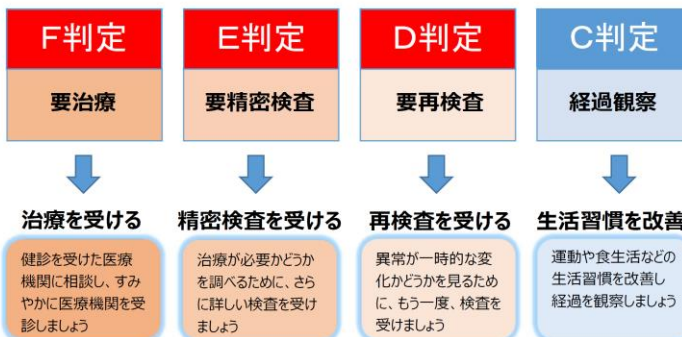 F判定
要治療
治療を受ける
健診を受けた医療
機関に相談し、すみ
やかに医療機関を受
診しましょう
E判定
要精密検査
精密検査を受ける
治療が必要かどうか
を調べるために、さら
に詳しい検査を受け
ましょう
D判定
要再検査
再検査を受ける
異常が一時的な変
化かどうかを見るため
に、もう一度、検査を
受けましょう
C判定
経過観察
生活習慣を改善
運動や食生活などの
生活習慣を改善し
経過を観察しましょう